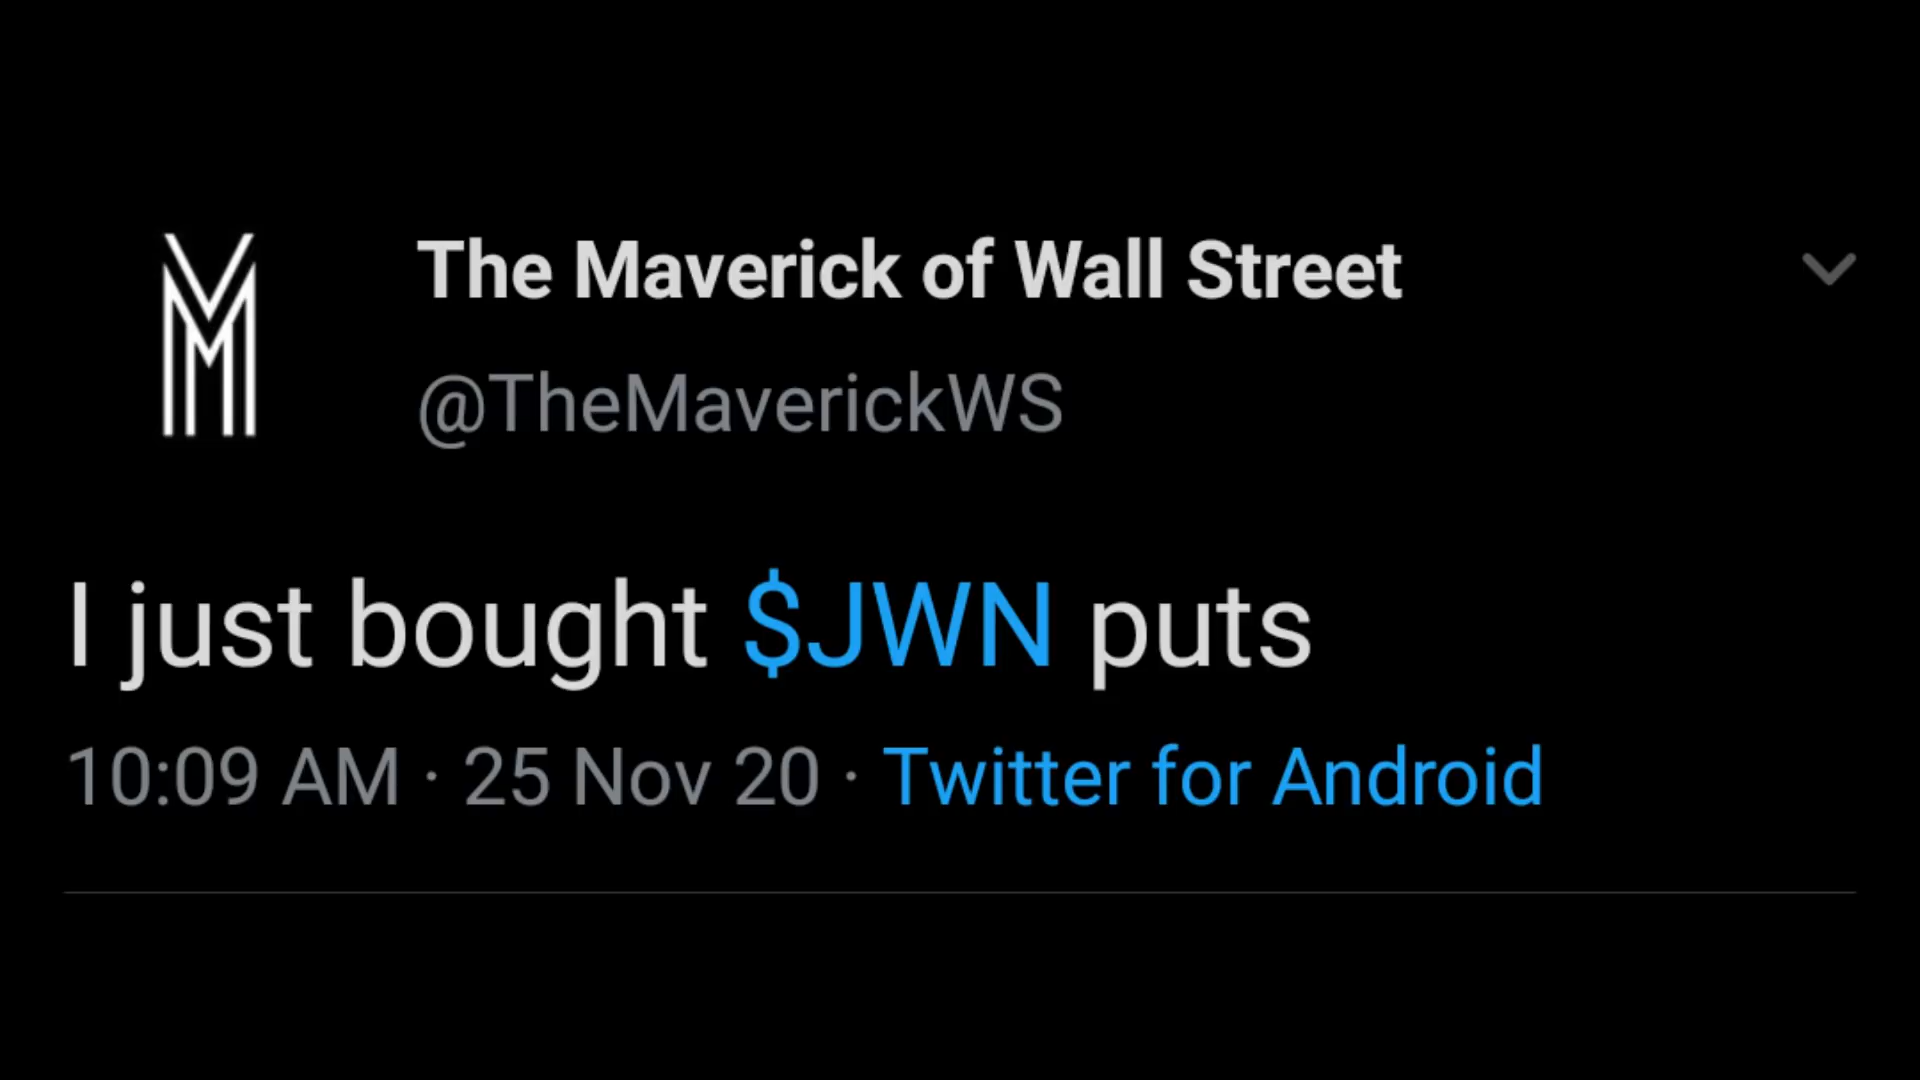 The Maverick of Wall Street
@TheMaverickWS
I just bought $JWN puts
10:09 AM · 25 Nov 20 · Twitter for Android